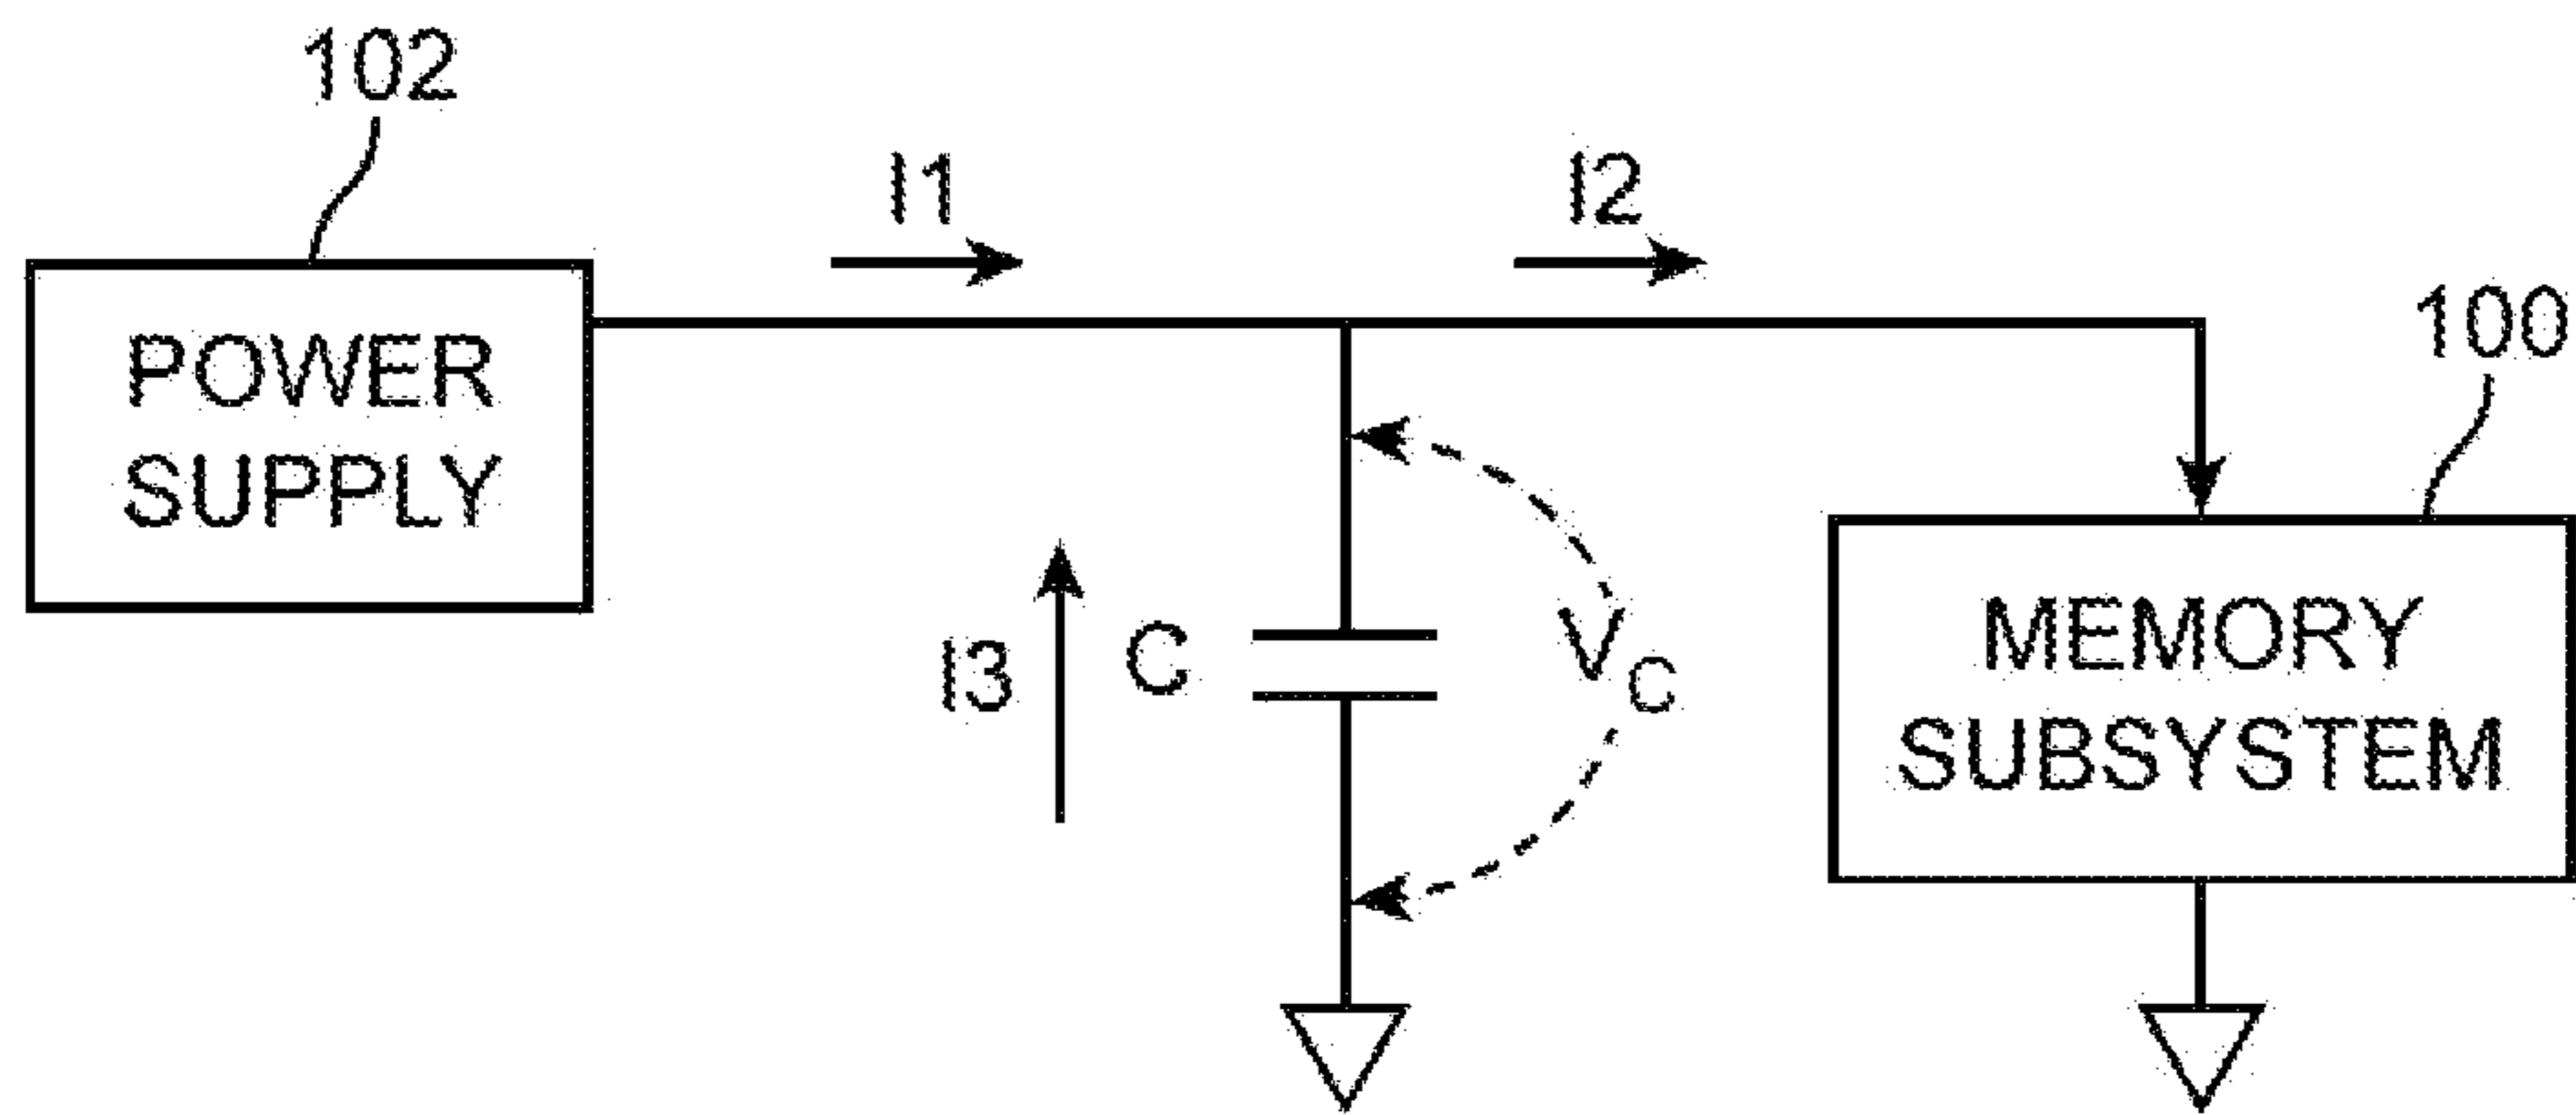 102
I1
I2
100
POWER
SUPPLY
I3
C
VC
MEMORY
SUBSYSTEM